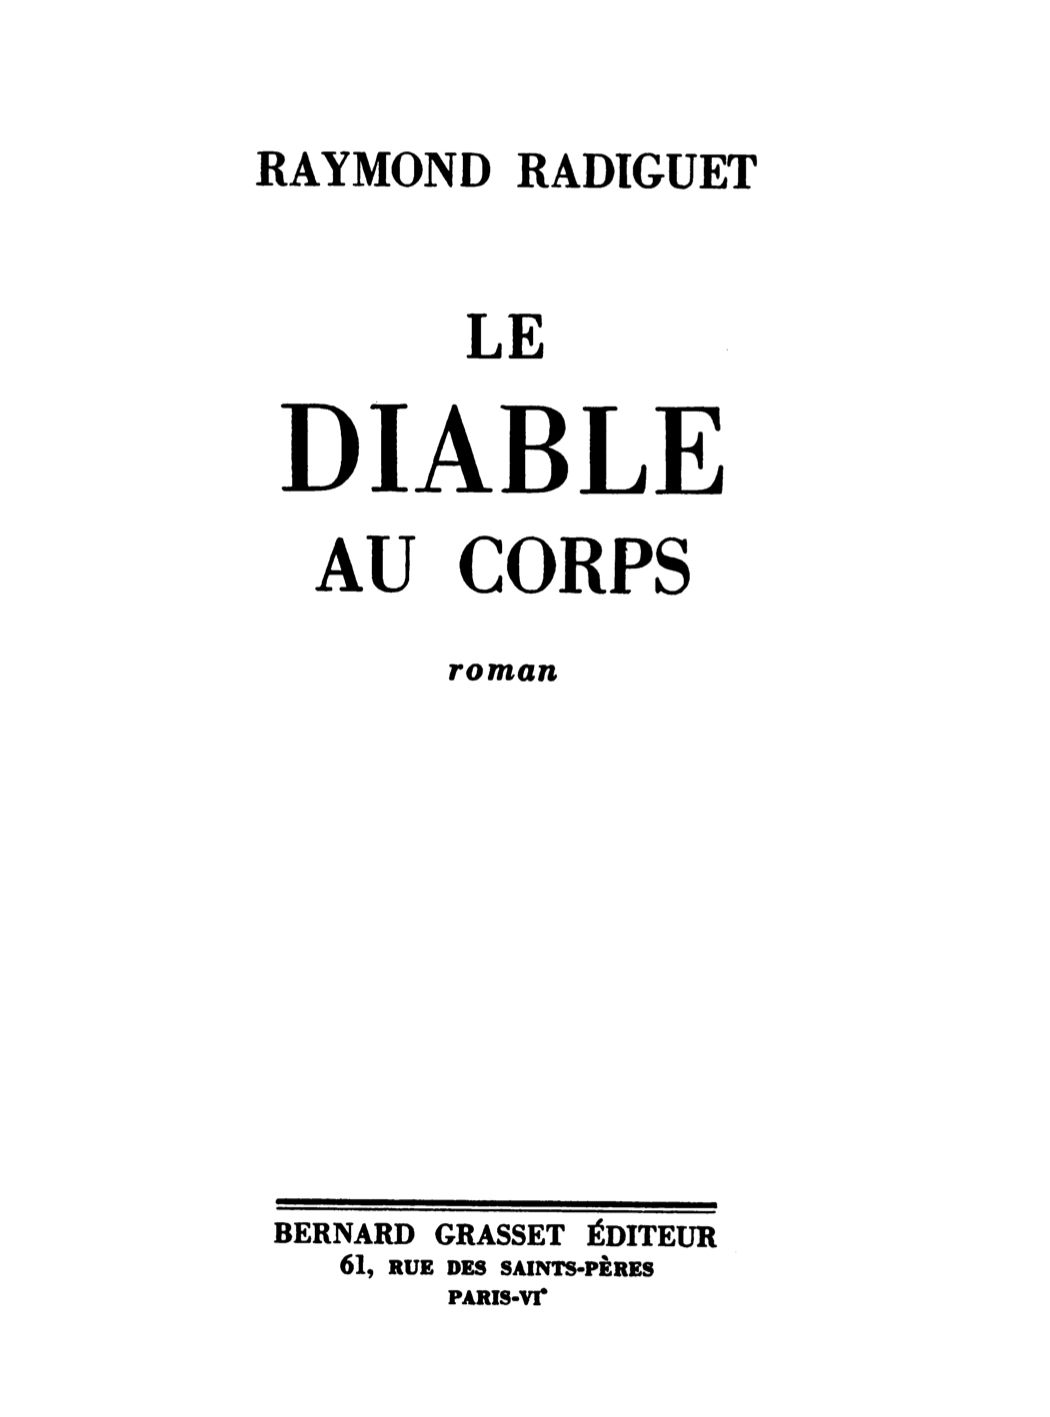 RAYMOND RADIGUET
LE
DIABLE
AU CORPS
roman
BERNARD GRASSET ÉDITEUR
61, RUE DES SAINTS-PÈRES
PARIS-VIe